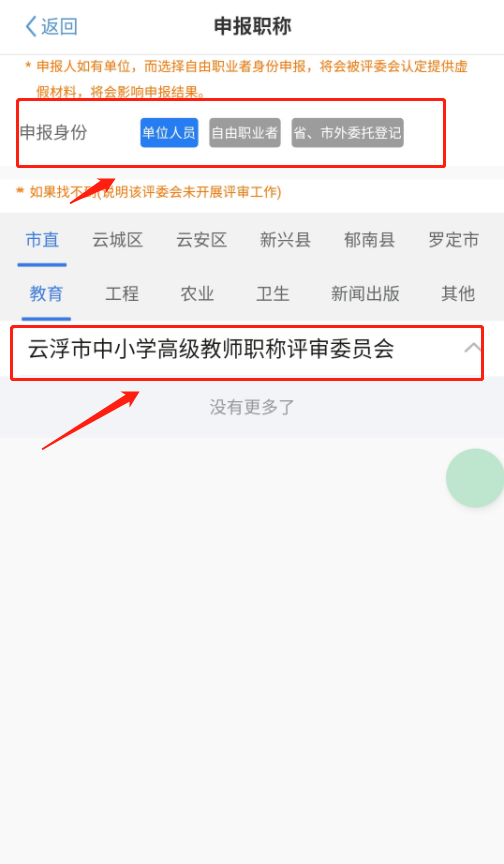 返回 申报职称
* 申报人如有单位，而选择自由职业者身份申报，将会被评委会认定提供虚
假材料，将会影响申报结果。
申报身份 单位人员 自由职业者 省、市外委托登记
* 如果找不到(说明该评委会未开展评审工作)
市直 云城区 云安区 新兴县 郁南县 罗定市
教育 工程 农业 卫生 新闻出版 其他
云浮市中小学高级教师职称评审委员会
没有更多了